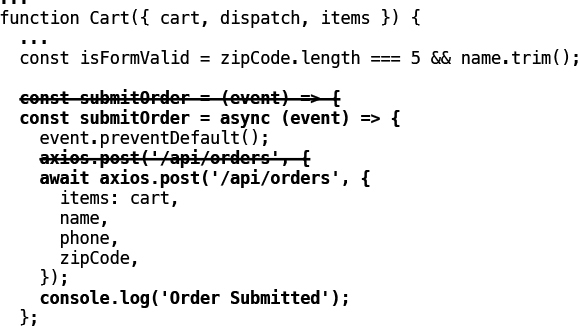 ...
function Cart({ cart, dispatch, items }) {
  ...
  const isFormValid = zipCode.length === 5 && name.trim();
  const submitOrder = (event) => {
  const submitOrder = async (event) => {
    event.preventDefault();
    axios.post('/api/orders', {
    await axios.post('/api/orders', {
      items: cart,
      name,
      phone,
      zipCode,
    });
    console.log('Order Submitted');
  };